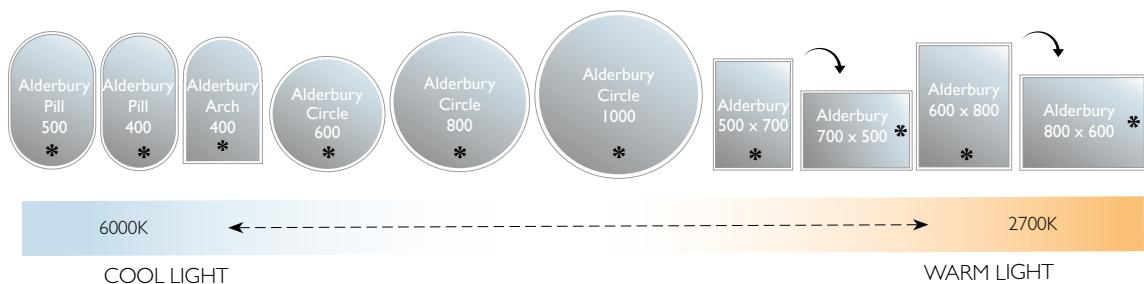 Alderbury
Pill
500
*
Alderbury
Pill
400
*
Alderbury
Arch
400
*
Alderbury
Circle
600
*
Alderbury
Circle
800
*
Alderbury
Circle
1000
*
Alderbury
500 x 700
*
Alderbury
700 x 500
*
Alderbury
600 x 800
*
Alderbury
800 x 600
*
6000K
2700K
COOL LIGHT
WARM LIGHT